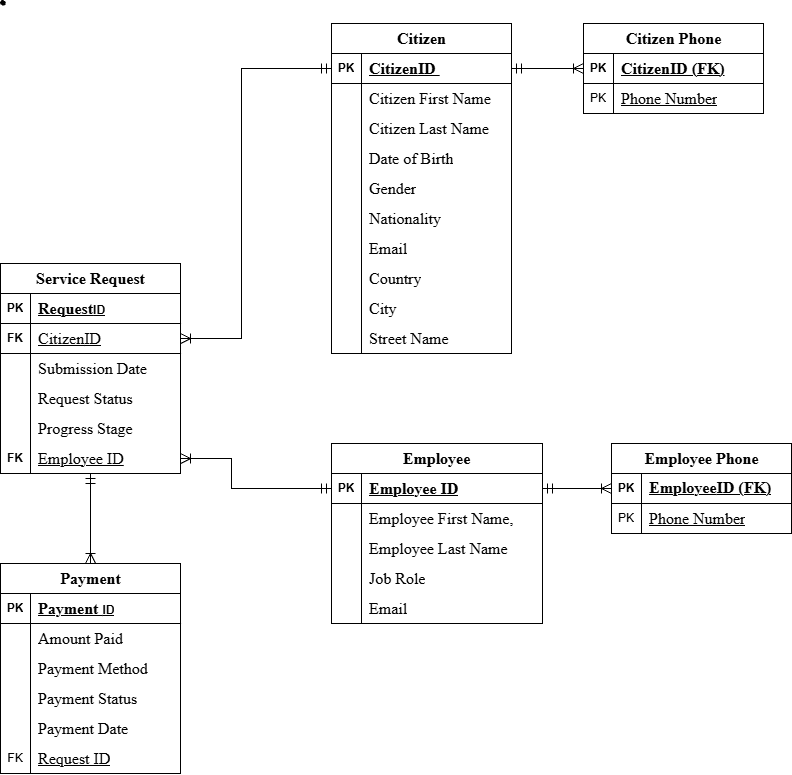 Citizen
PK CitizenID
Citizen First Name
Citizen Last Name
Date of Birth
Gender
Nationality
Email
Country
City
Street Name
Citizen Phone
PK CitizenID (FK)
PK Phone Number
Service Request
PK RequestID
FK CitizenID
Submission Date
Request Status
Progress Stage
FK Employee ID
Employee
PK Employee ID
Employee First Name,
Employee Last Name
Job Role
Email
Employee Phone
PK EmployeeID (FK)
PK Phone Number
Payment
PK Payment ID
Amount Paid
Payment Method
Payment Status
Payment Date
FK Request ID